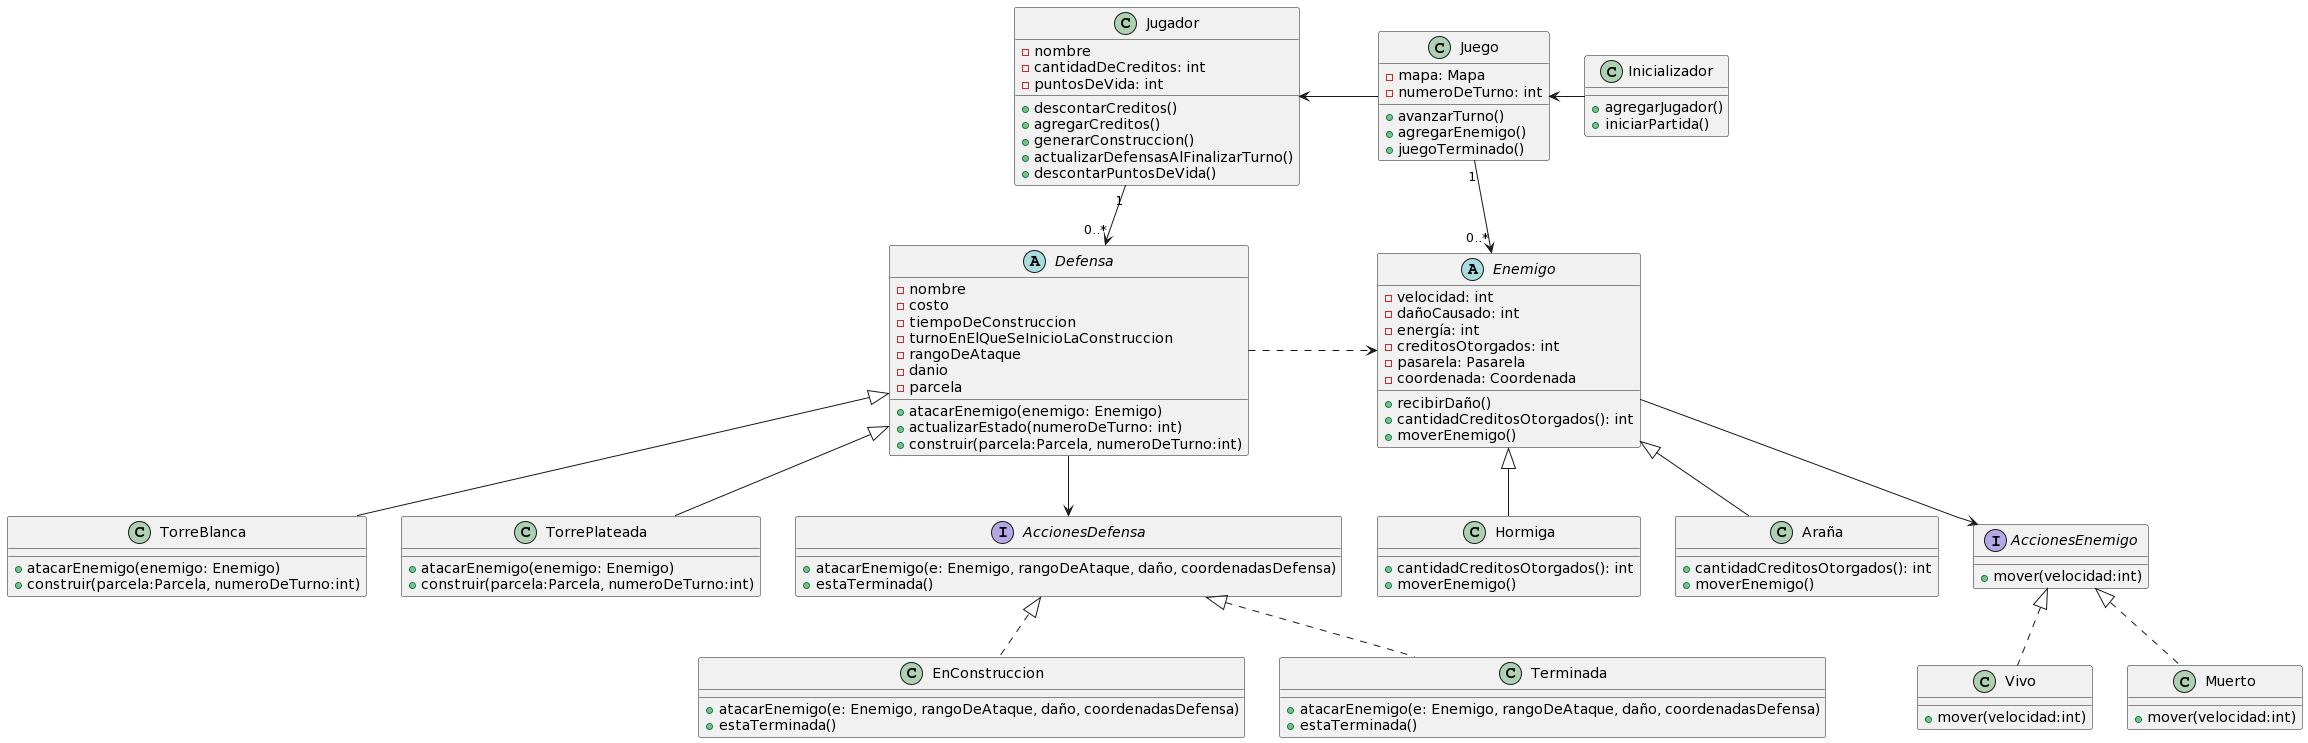 C Jugador
nombre
cantidadDeCreditos: int
puntosDeVida: int
descontarCreditos()
agregarCreditos()
generarConstruccion()
actualizarDefensasAlFinalizarTurno()
descontarPuntosDeVida()
C Juego
mapa: Mapa
numeroDeTurno: int
avanzarTurno()
agregarEnemigo()
juegoTerminado()
C Inicializador
agregarJugador()
iniciarPartida()
1
0..*
1
0..*
A Defensa
nombre
costo
tiempoDeConstruccion
turnoEnElQueSeInicioLaConstruccion
rangoDeAtaque
danio
parcela
atacarEnemigo(enemigo: Enemigo)
actualizarEstado(numeroDeTurno: int)
construir(parcela:Parcela, numeroDeTurno:int)
A Enemigo
velocidad: int
dañoCausado: int
energía: int
creditosOtorgados: int
pasarela: Pasarela
coordenada: Coordenada
recibirDaño()
cantidadCreditosOtorgados(): int
moverEnemigo()
C TorreBlanca
atacarEnemigo(enemigo: Enemigo)
construir(parcela:Parcela, numeroDeTurno:int)
C TorrePlateada
atacarEnemigo(enemigo: Enemigo)
construir(parcela:Parcela, numeroDeTurno:int)
I AccionesDefensa
atacarEnemigo(e: Enemigo, rangoDeAtaque, daño, coordenadasDefensa)
estaTerminada()
C Hormiga
cantidadCreditosOtorgados(): int
moverEnemigo()
C Araña
cantidadCreditosOtorgados(): int
moverEnemigo()
I AccionesEnemigo
mover(velocidad:int)
C EnConstruccion
atacarEnemigo(e: Enemigo, rangoDeAtaque, daño, coordenadasDefensa)
estaTerminada()
C Terminada
atacarEnemigo(e: Enemigo, rangoDeAtaque, daño, coordenadasDefensa)
estaTerminada()
C Vivo
mover(velocidad:int)
C Muerto
mover(velocidad:int)